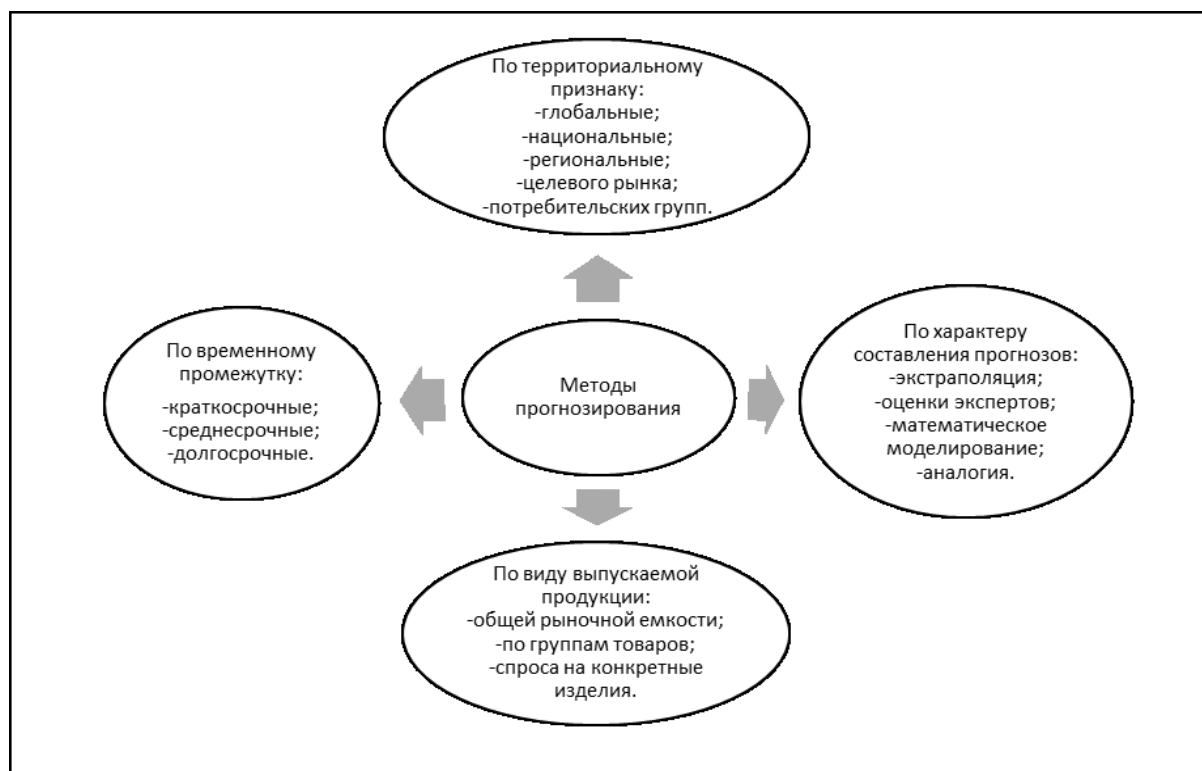 По территориальному
признаку:
-глобальные;
-национальные;
-региональные;
-целевого рынка;
-потребительских групп.
По временному
промежутку:
-краткосрочные;
-среднесрочные;
-долгосрочные.
Методы
прогнозирования
По характеру
составления прогнозов:
-экстраполяция;
-оценки экспертов;
-математическое
моделирование;
-аналогия.
По виду выпускаемой
продукции:
-общей рыночной емкости;
-по группам товаров;
-спроса на конкретные
изделия.